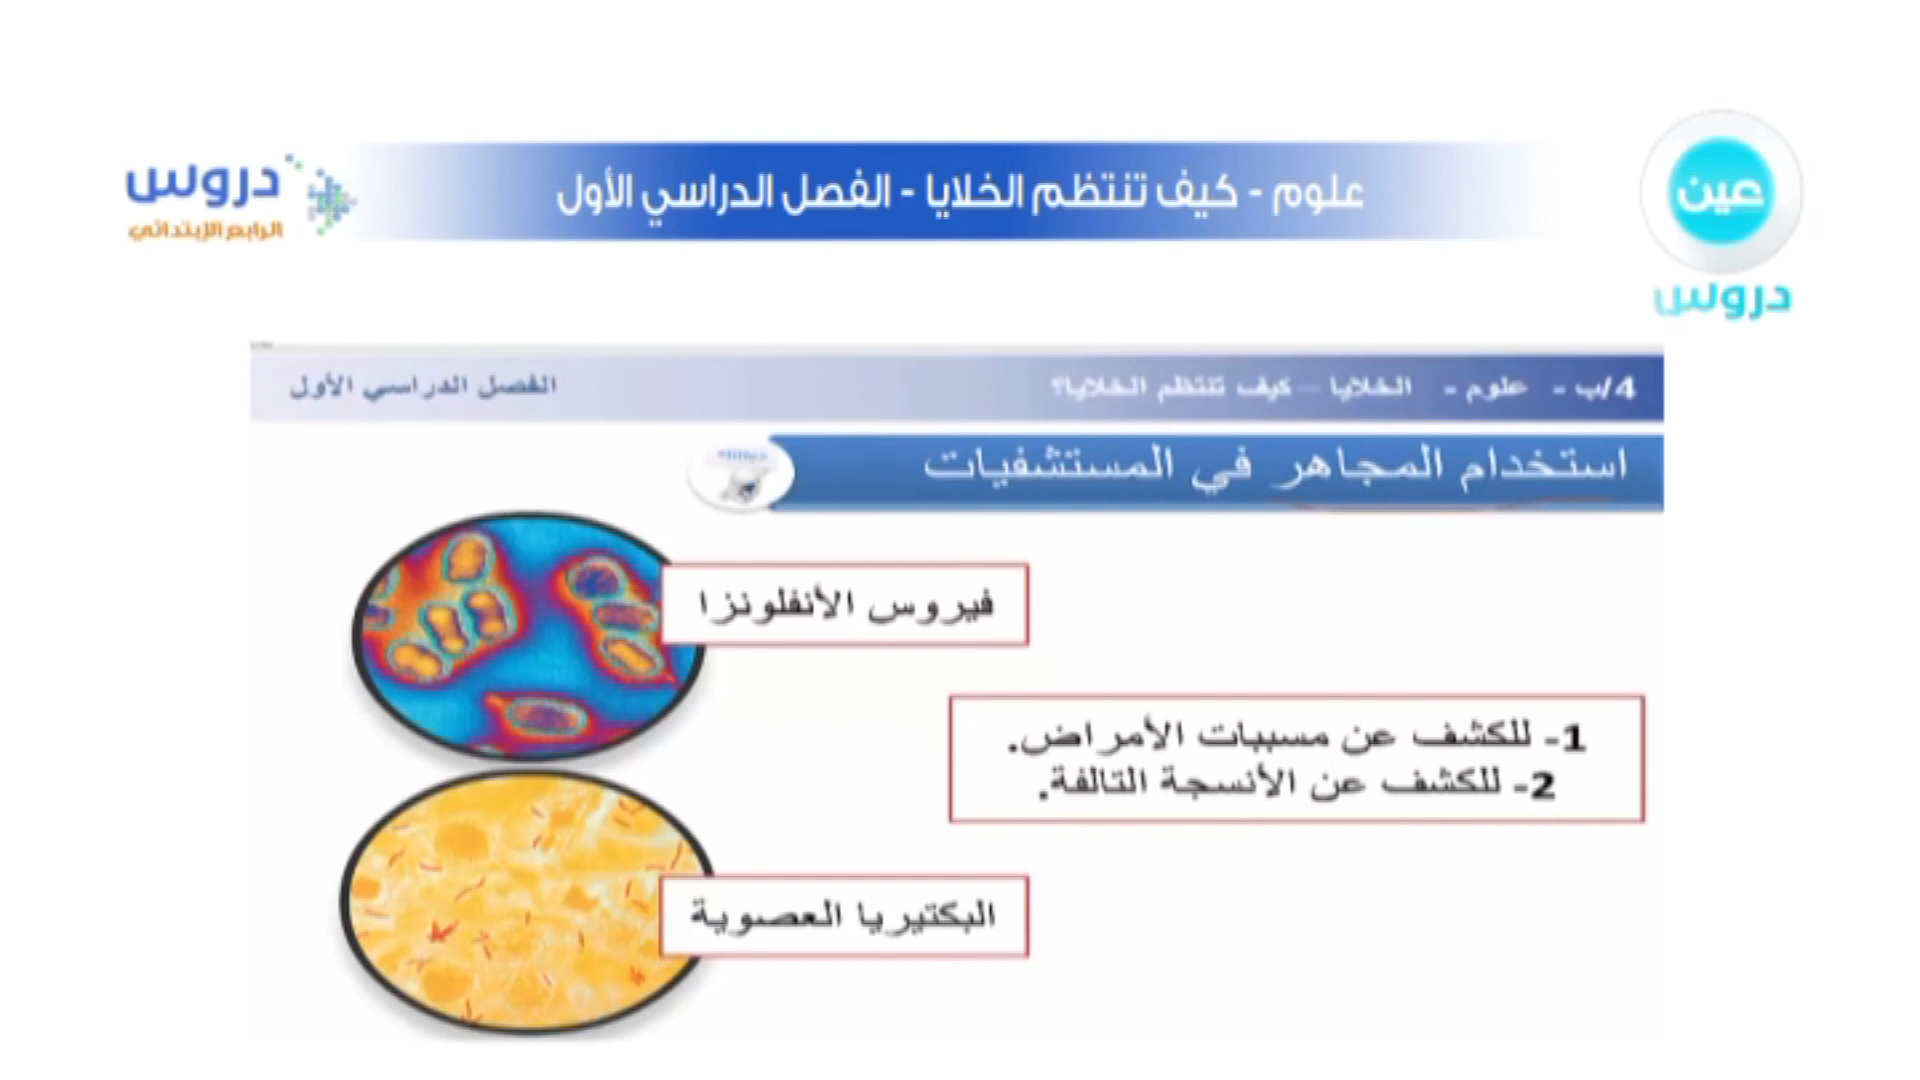 علوم - كيف تنتظم الخلايا - الفصل الدراسي الأول
عين
دروس
دروس
الرابع الإبتدائي
4/ب - علوم - الخلايا – كيف تنتظم الخلايا؟
الفصل الدراسي الأول
استخدام المجاهر في المستشفيات
فيروس الأنفلونزا
1- للكشف عن مسببات الأمراض.
2- للكشف عن الأنسجة التالفة.
البكتيريا العصوية